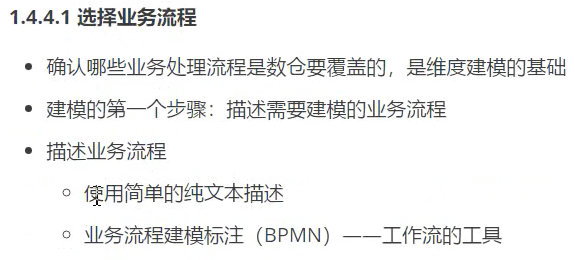 1.4.4.1 选择业务流程
确认哪些业务处理流程是数仓要覆盖的，是维度建模的基础
建模的第一个步骤：描述需要建模的业务流程
描述业务流程
使用简单的纯文本描述
业务流程建模标注（BPMN）——工作流的工具